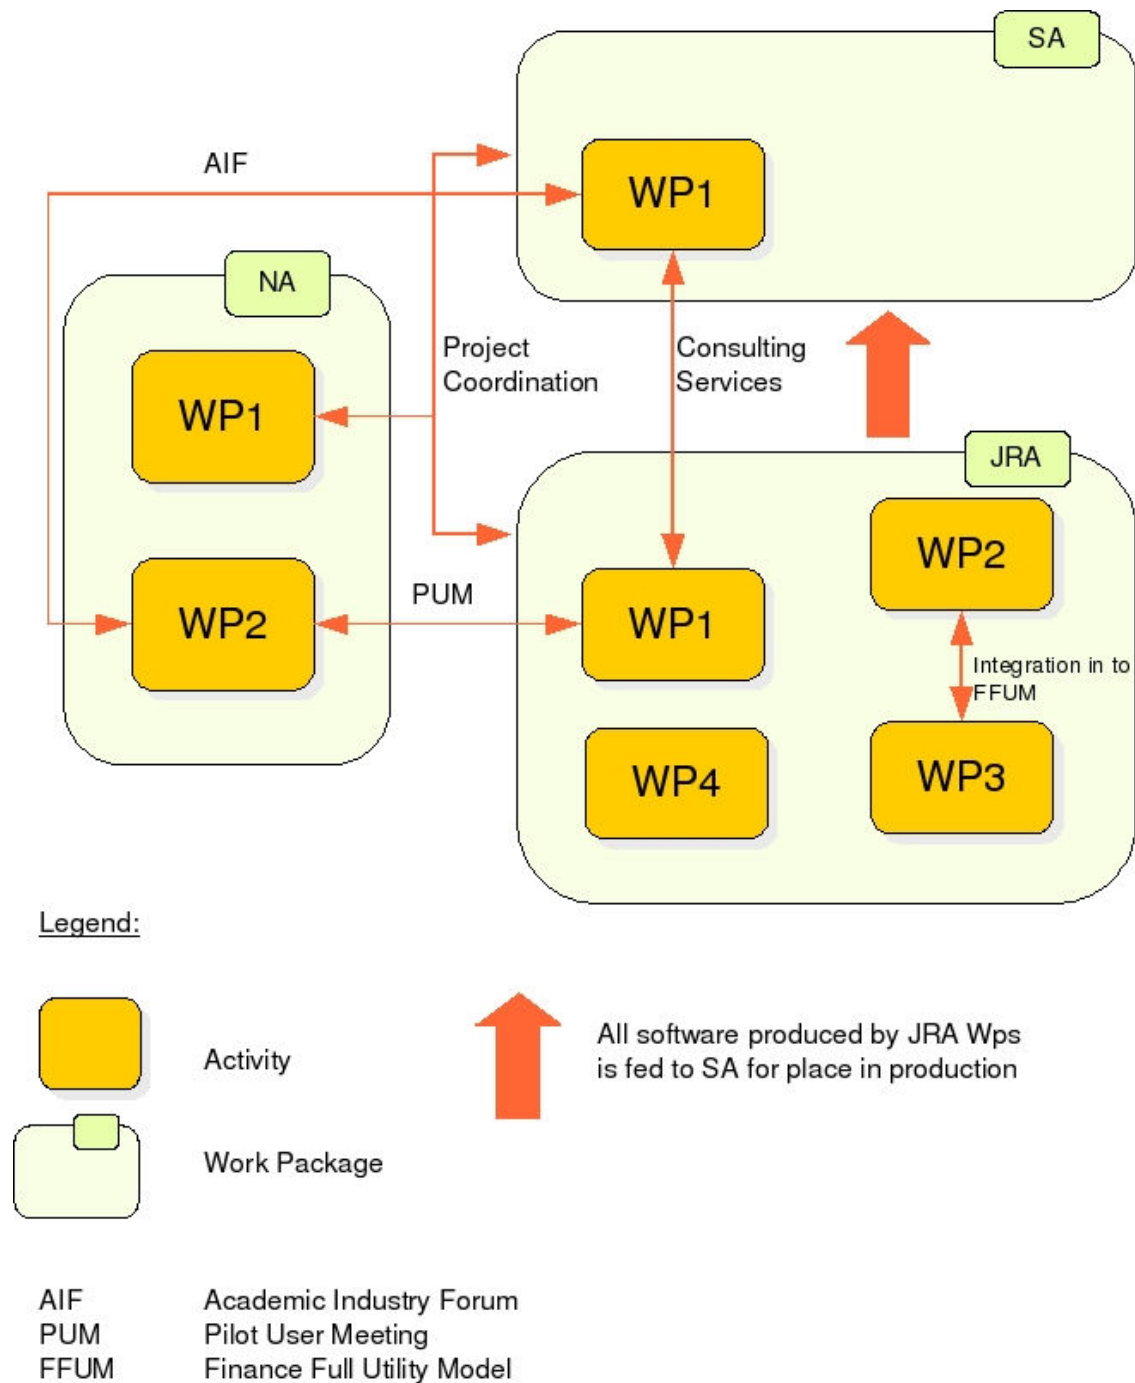 SA
AIF
WP1
NA
Project
Coordination
Consulting
Services
WP1
JRA
WP2
WP2
PUM
WP1
Integration in to
FFUM
WP4
WP3
Legend:
Activity
All software produced by JRA Wps
is fed to SA for place in production
Work Package
AIF Academic Industry Forum
PUM Pilot User Meeting
FFUM Finance Full Utility Model